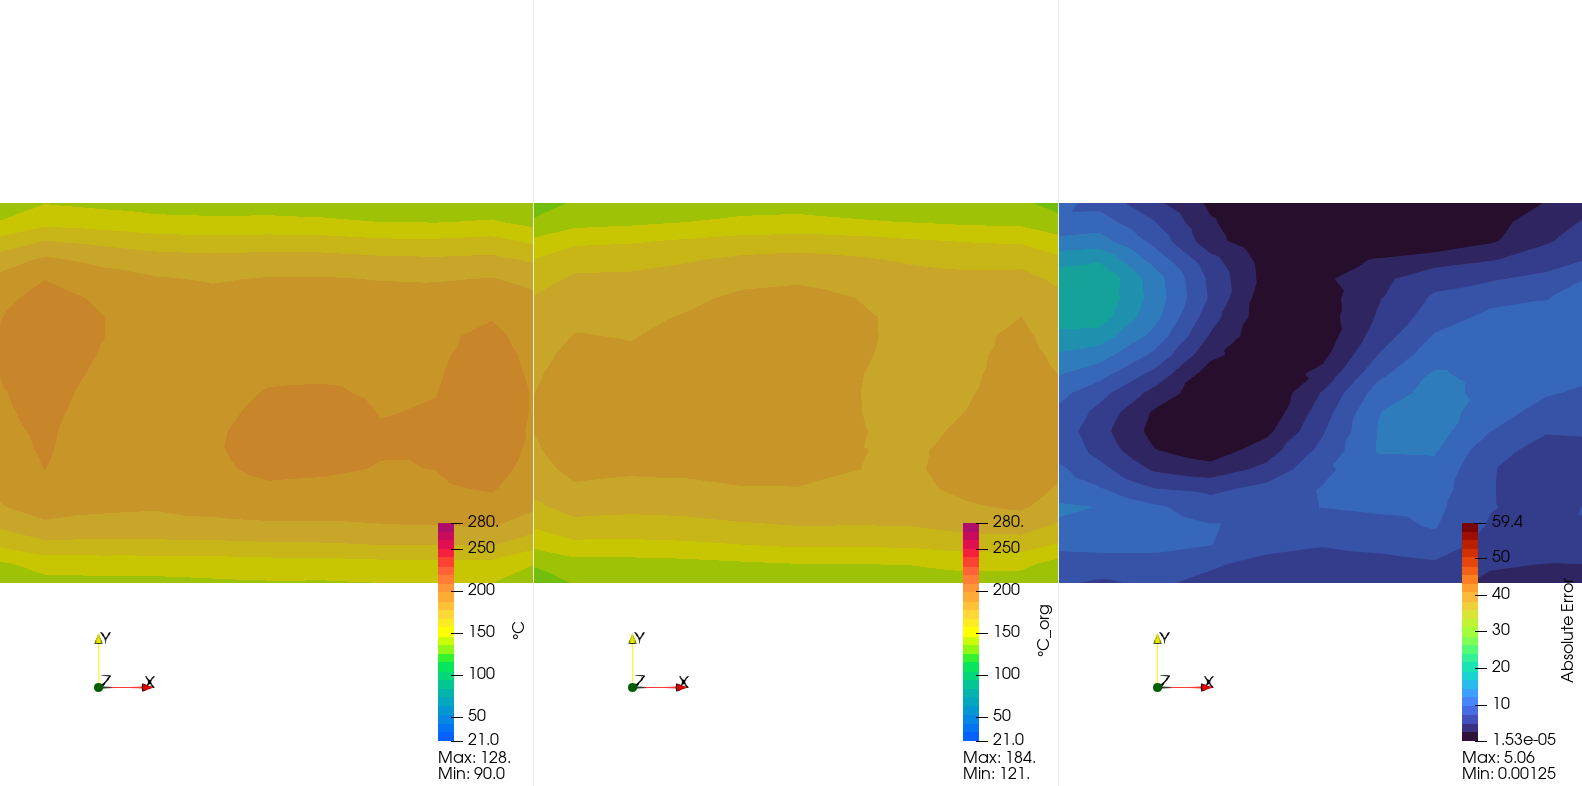 280.
250
200
150
100
50
21.0
°C
Max: 128.
Min: 90.0
Y
Z
X
280.
250
200
150
100
50
21.0
°C_org
Max: 184.
Min: 121.
Y
Z
X
59.4
50
40
30
20
10
1.53e-05
Absolute Error
Max: 5.06
Min: 0.00125
Y
Z
X